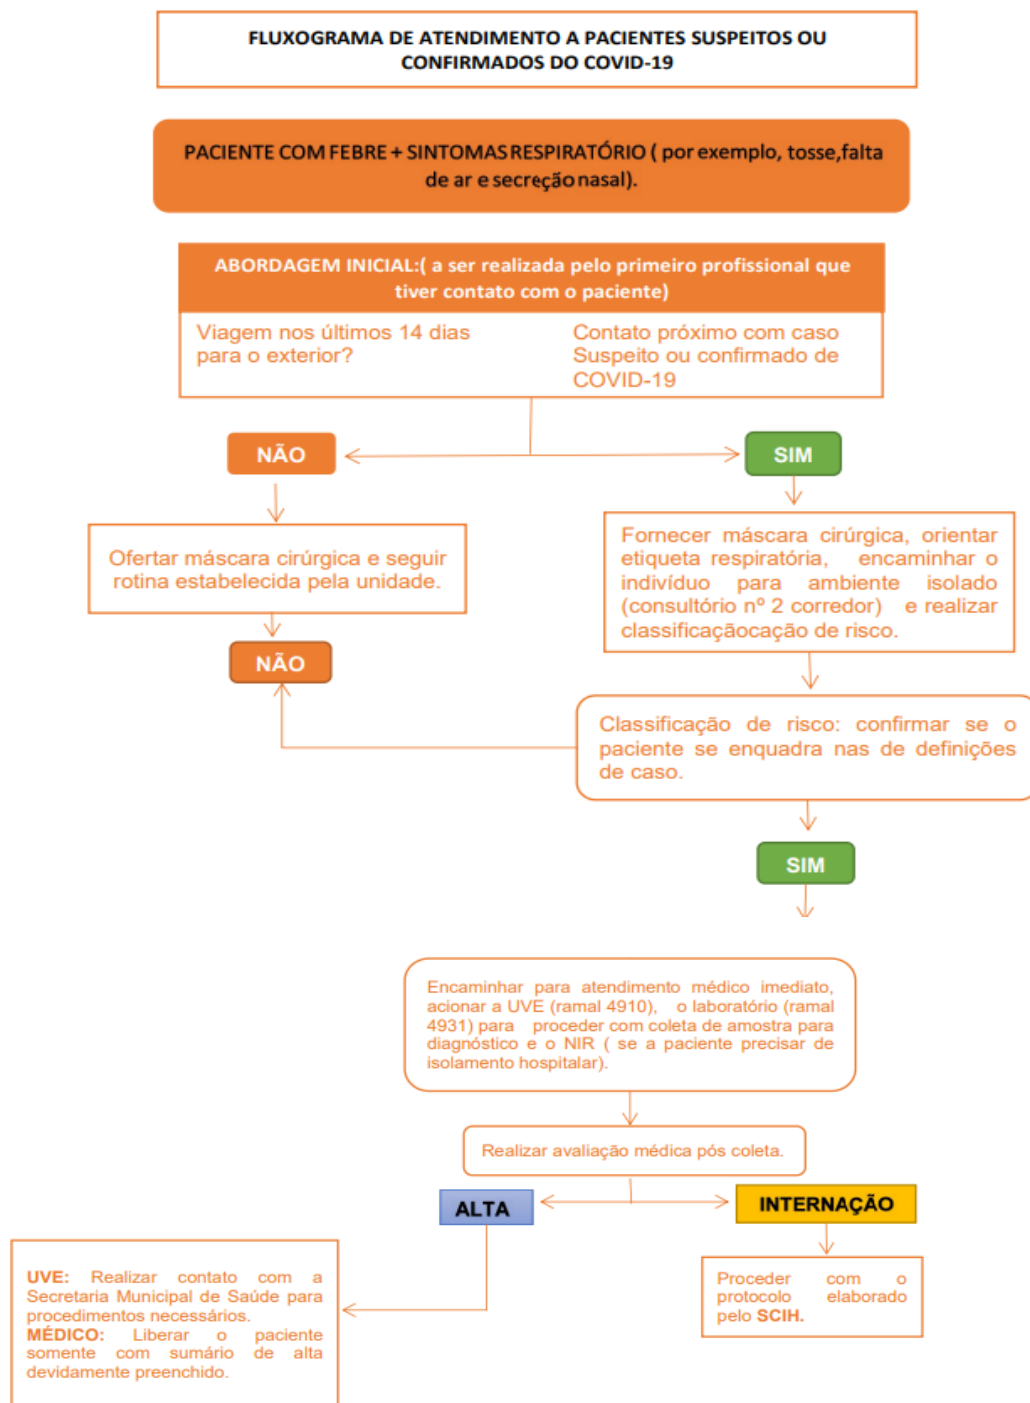 FLUXOGRAMA DE ATENDIMENTO A PACIENTES SUSPEITOS OU
CONFIRMADOS DO COVID-19
PACIENTE COM FEBRE + SINTOMAS RESPIRATÓRIO ( por exemplo, tosse,falta
de ar e secreção nasal).
ABORDAGEM INICIAL:( a ser realizada pelo primeiro profissional que
tiver contato com o paciente)
Viagem nos últimos 14 dias
para o exterior?
Contato próximo com caso
Suspeito ou confirmado de
COVID-19
NÃO
SIM
Ofertar máscara cirúrgica e seguir
rotina estabelecida pela unidade.
Fornecer máscara cirúrgica, orientar
etiqueta respiratória, encaminhar o
indivíduo para ambiente isolado
(consultório nº 2 corredor) e realizar
classificaçãocação de risco.
NÃO
Classificação de risco: confirmar se o
paciente se enquadra nas de definições
de caso.
SIM
Encaminhar para atendimento médico imediato,
acionar a UVE (ramal 4910), o laboratório (ramal
4931) para proceder com coleta de amostra para
diagnóstico e o NIR ( se a paciente precisar de
isolamento hospitalar).
Realizar avaliação médica pós coleta.
ALTA
INTERNAÇÃO
UVE: Realizar contato com a
Secretaria Municipal de Saúde para
procedimentos necessários.
MÉDICO: Liberar o paciente
somente com sumário de alta
devidamente preenchido.
Proceder com o
protocolo elaborado
pelo SCIH.